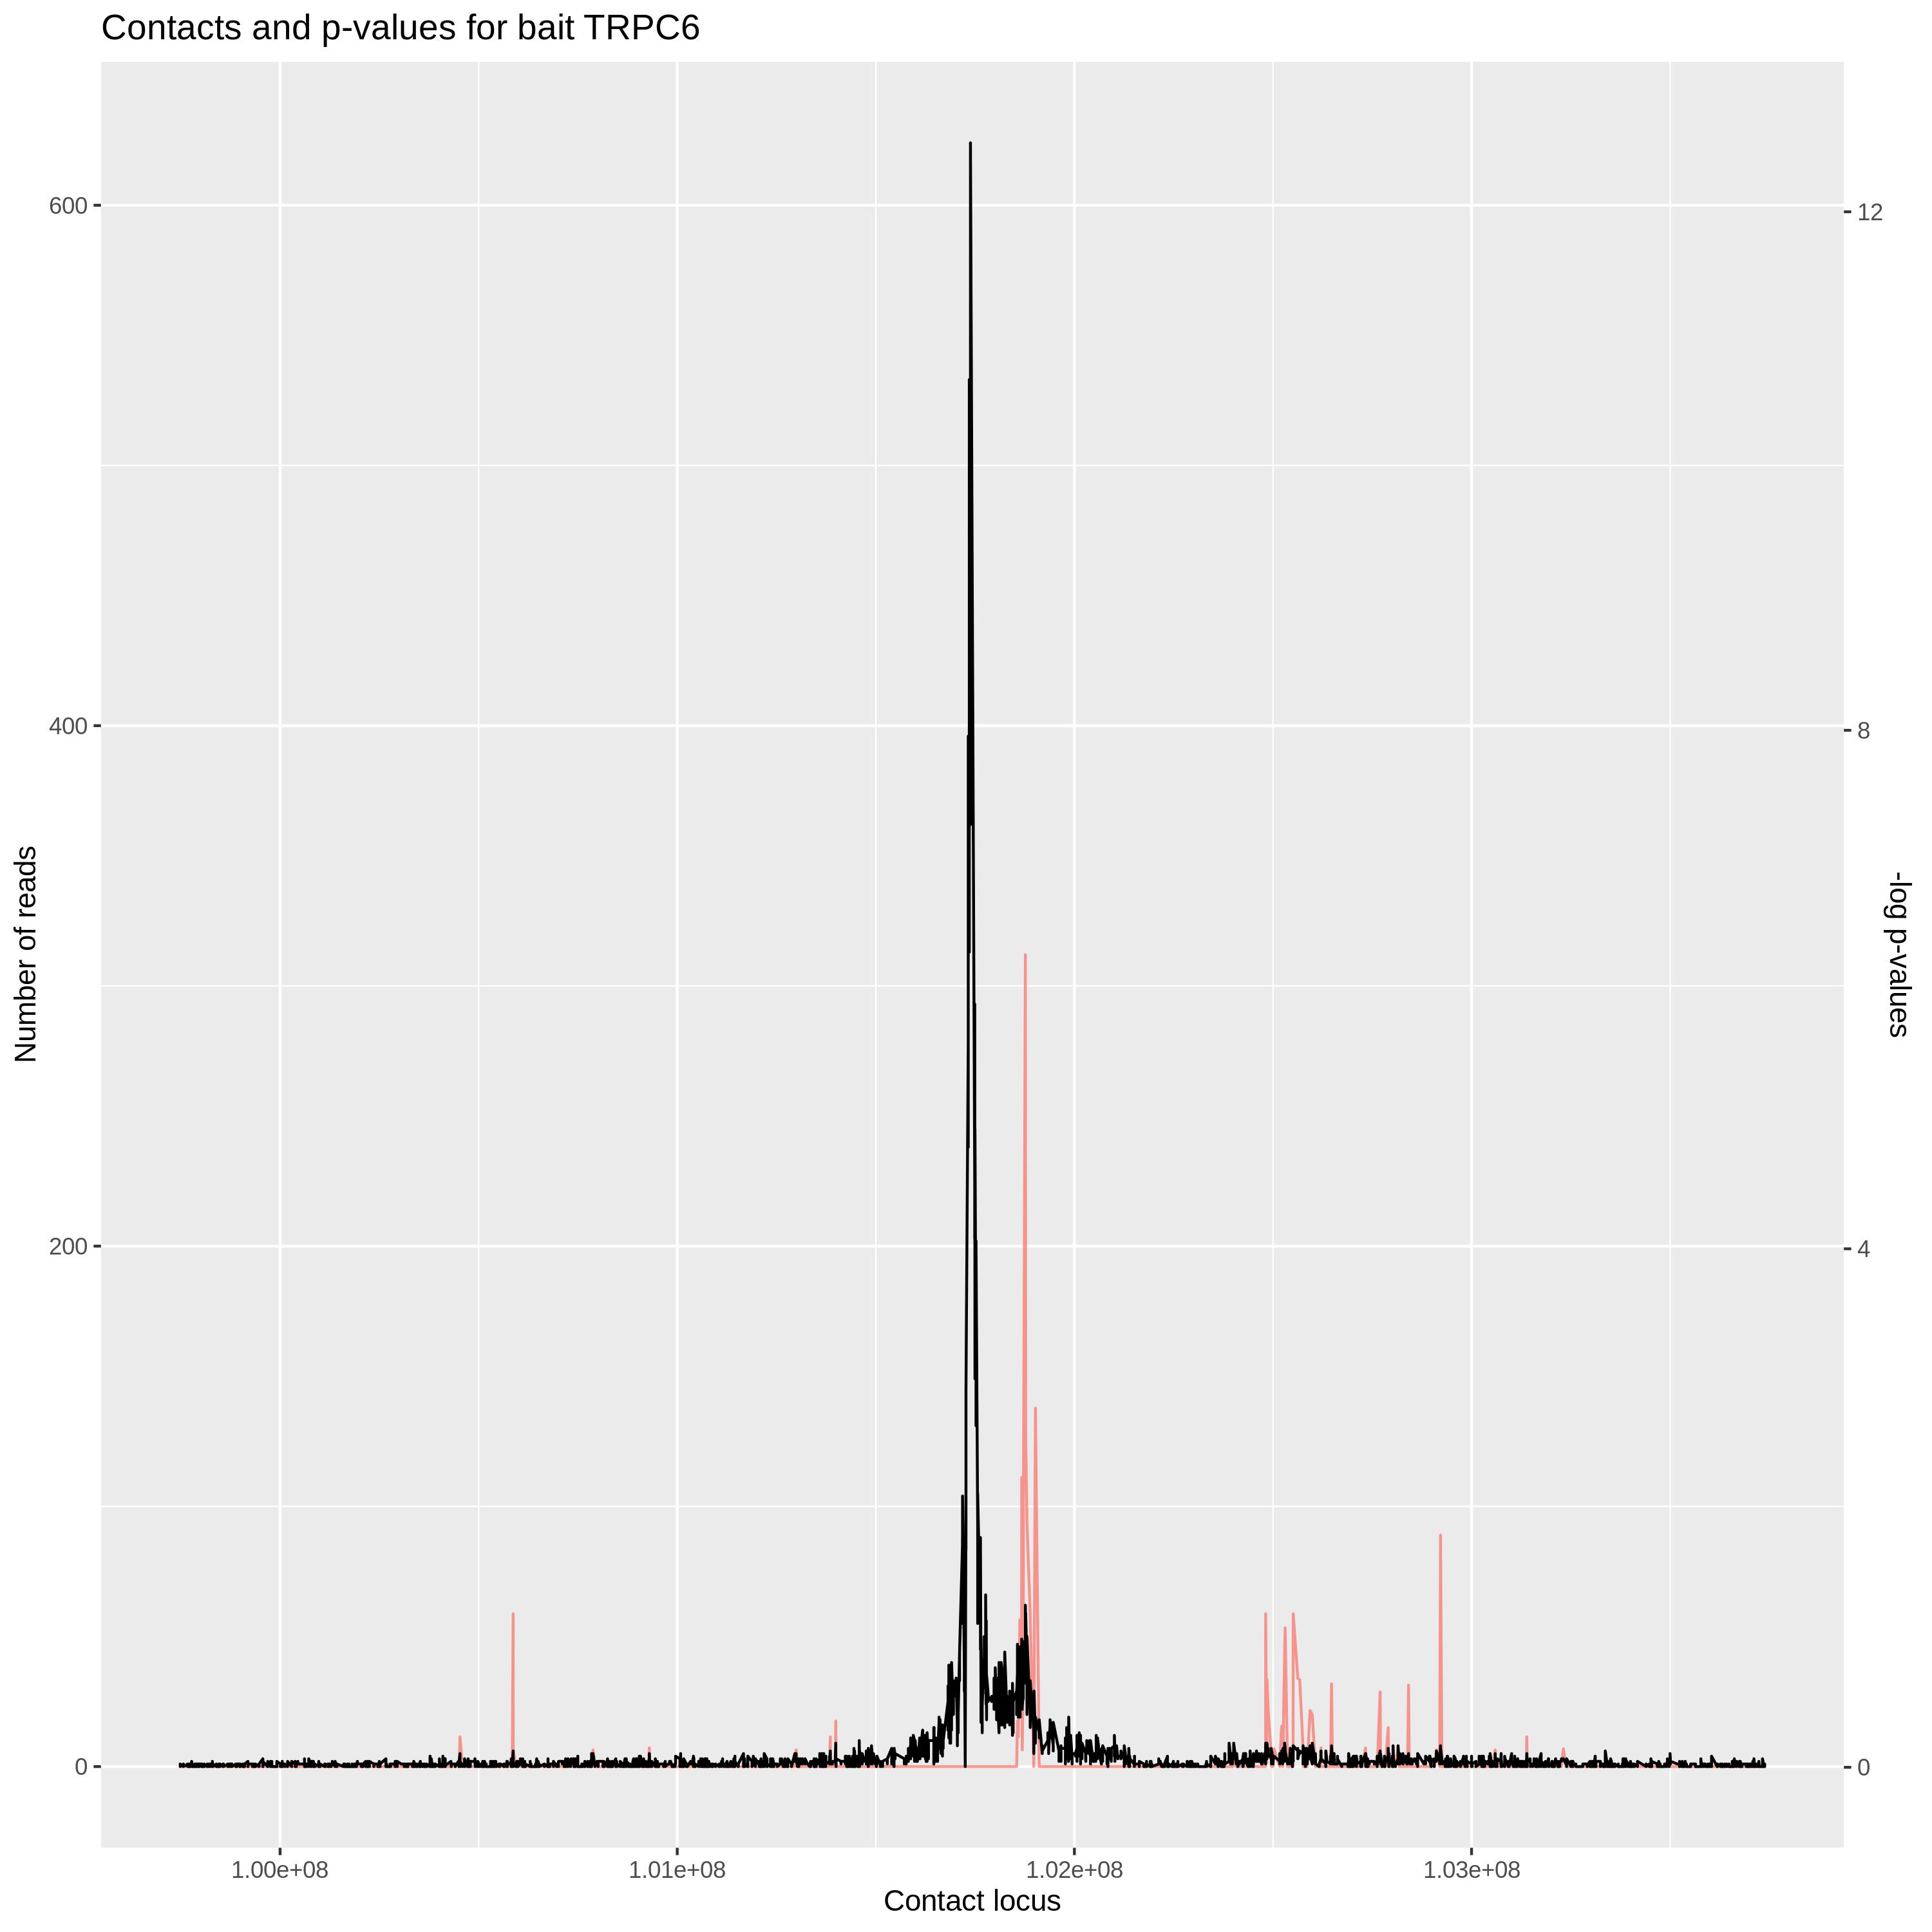 Contacts and p-values for bait TRPC6
600
400
200
0
Number of reads
12
8
4
0
-log p-values
1.00e+08
1.01e+08
1.02e+08
1.03e+08
Contact locus